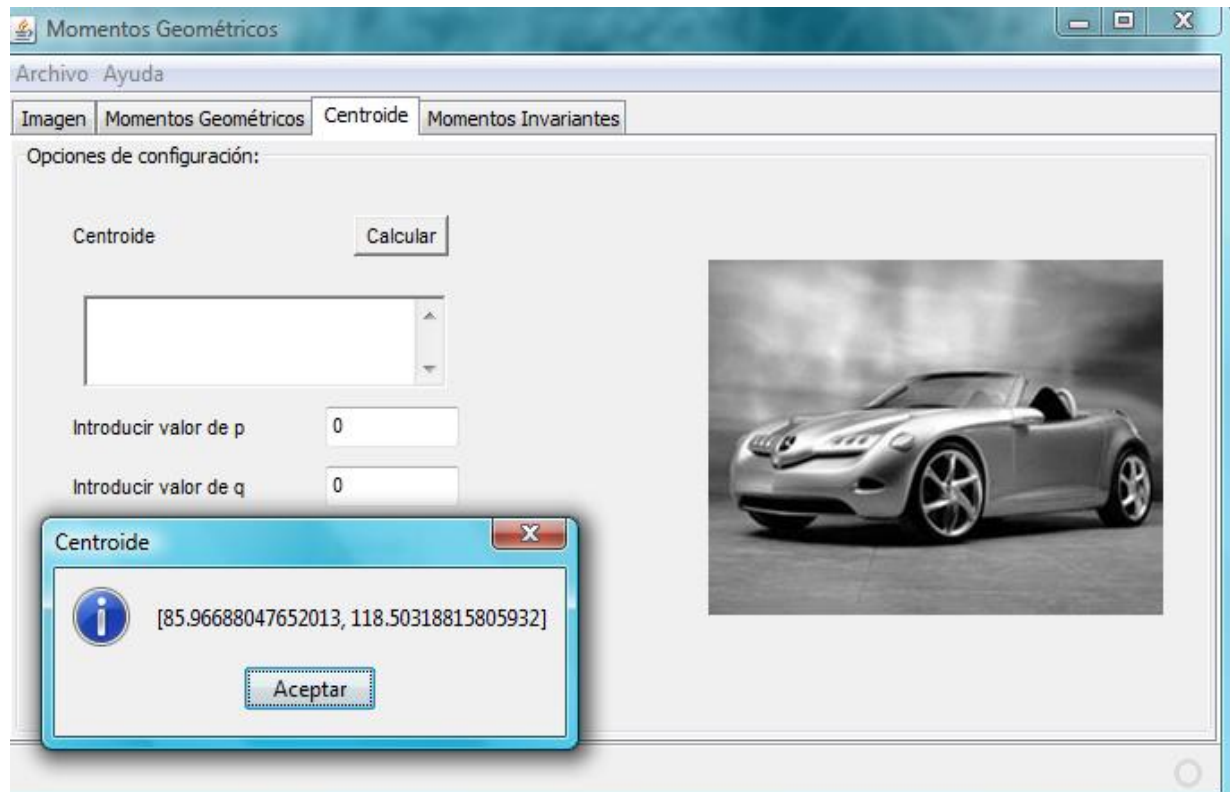 Momentos Geométricos
Archivo Ayuda
Imagen Momentos Geométricos Centroide Momentos Invariantes
Opciones de configuración:
Centroide Calcular
Introducir valor de p 0
Introducir valor de q 0
Centroide
[85.96688047652013, 118.50318815805932]
Aceptar